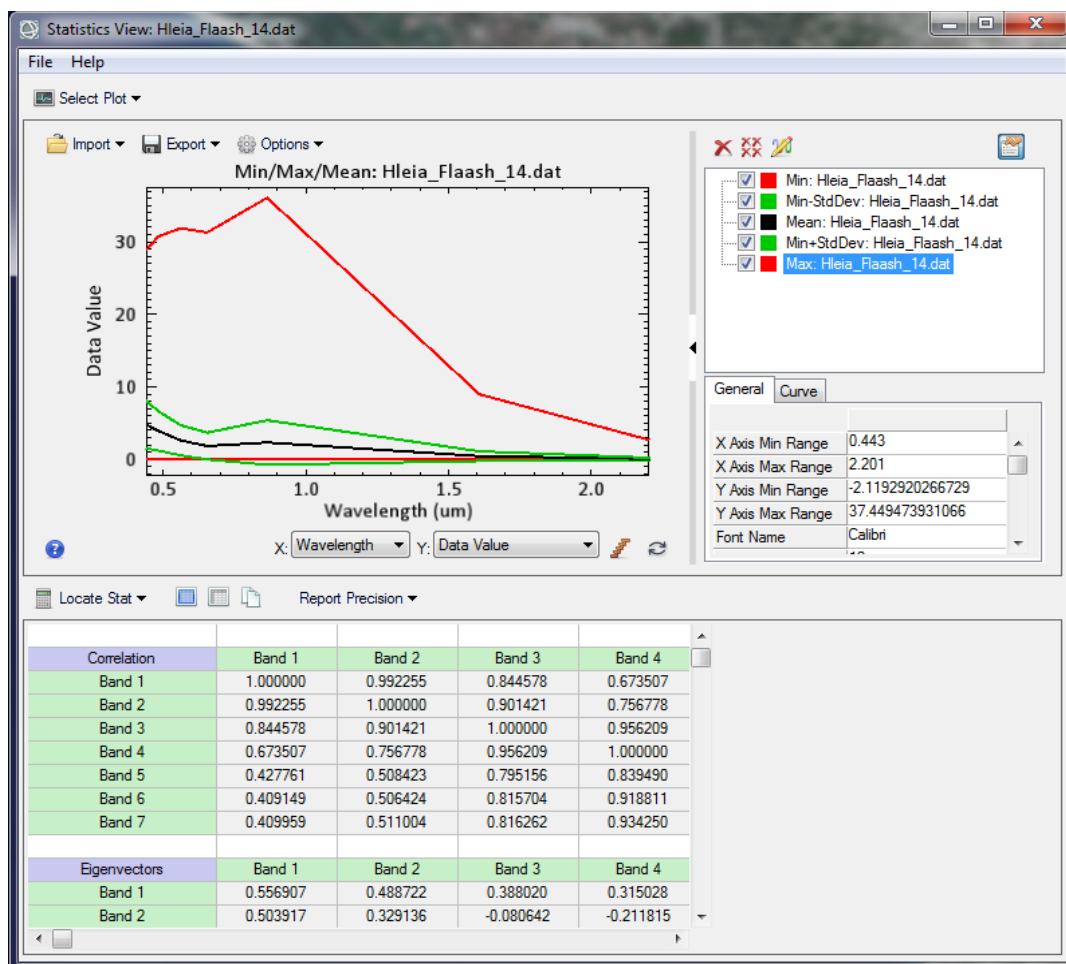 Statistics View: Hleia_Flaash_14.dat
File Help
Select Plot
Import Export Options
Min/Max/Mean: Hleia_Flaash_14.dat
30
20
10
0
Data Value
0.5 1.0 1.5 2.0
Wavelength (um)
X: Wavelength Y: Data Value
Min: Hleia_Flaash_14.dat
Min-StdDev: Hleia_Flaash_14.dat
Mean: Hleia_Flaash_14.dat
Min+StdDev: Hleia_Flaash_14.dat
Max: Hleia_Flaash_14.dat
General Curve
X Axis Min Range 0.443
X Axis Max Range 2.201
Y Axis Min Range -2.1192920266729
Y Axis Max Range 37.449473931066
Font Name Calibri
Locate Stat Report Precision
Correlation Band 1 Band 2 Band 3 Band 4
Band 1 1.000000 0.992255 0.844578 0.673507
Band 2 0.992255 1.000000 0.901421 0.756778
Band 3 0.844578 0.901421 1.000000 0.956209
Band 4 0.673507 0.756778 0.956209 1.000000
Band 5 0.427761 0.508423 0.795156 0.839490
Band 6 0.409149 0.506424 0.815704 0.918811
Band 7 0.409959 0.511004 0.816262 0.934250
Eigenvectors Band 1 Band 2 Band 3 Band 4
Band 1 0.556907 0.488722 0.388020 0.315028
Band 2 0.503917 0.329136 -0.080642 -0.211815